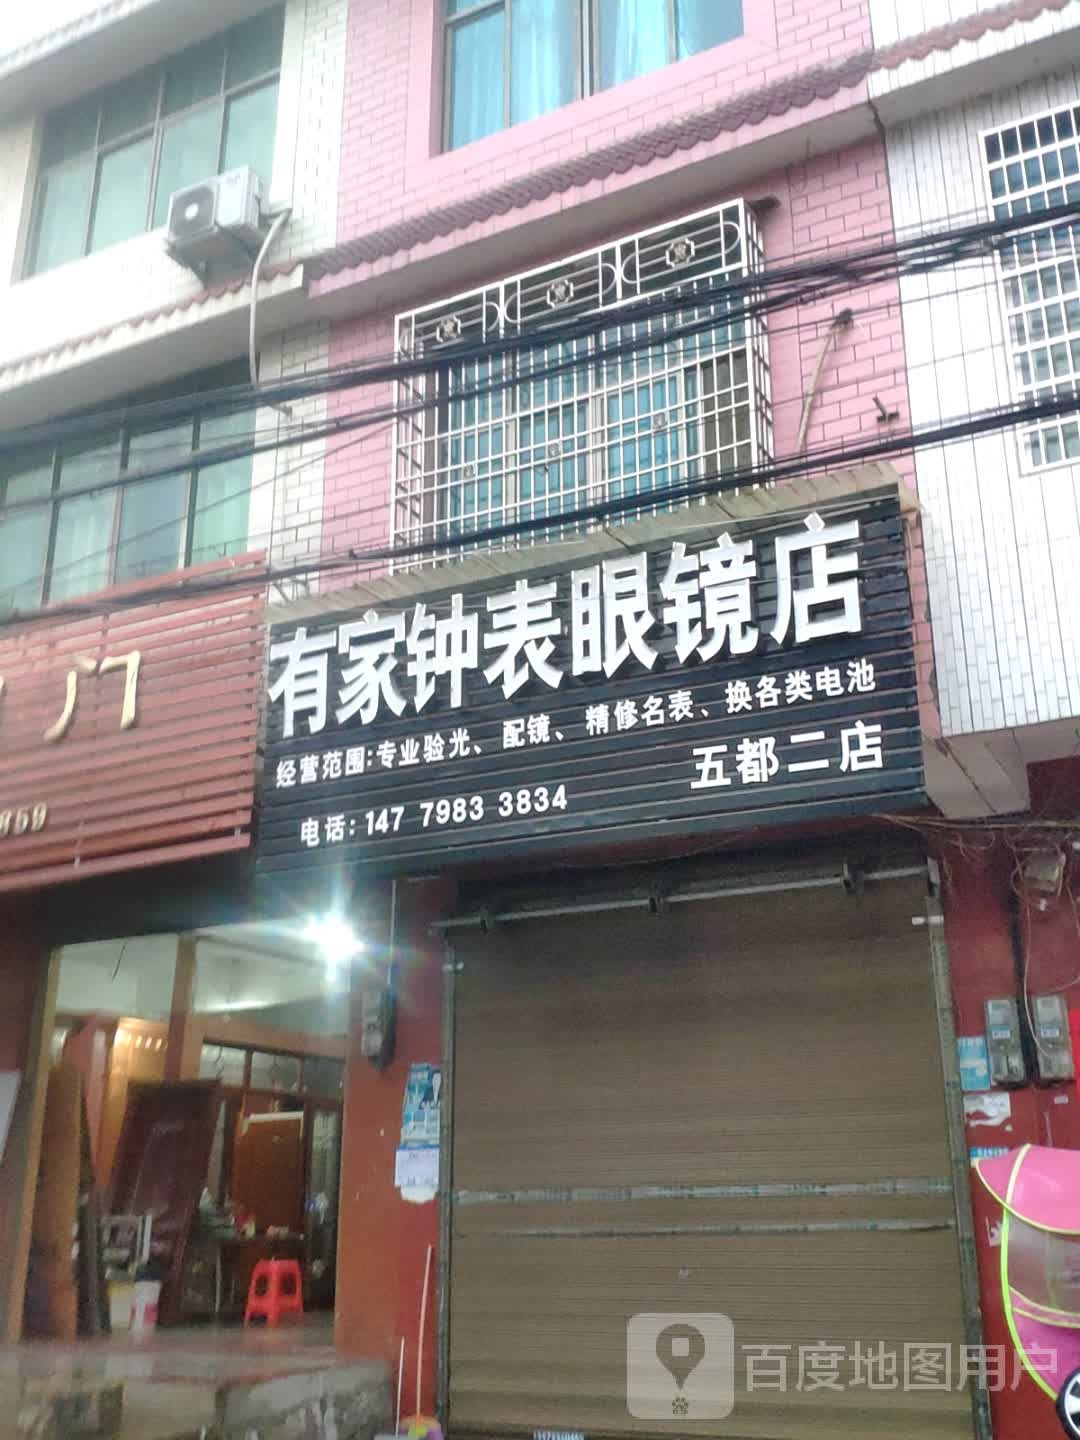 有家钟表眼镜店
经营范围:专业验光、配镜、精修名表、换各类电池
五都二店
电话: 147 7983 3834
门
859
百度地图用户